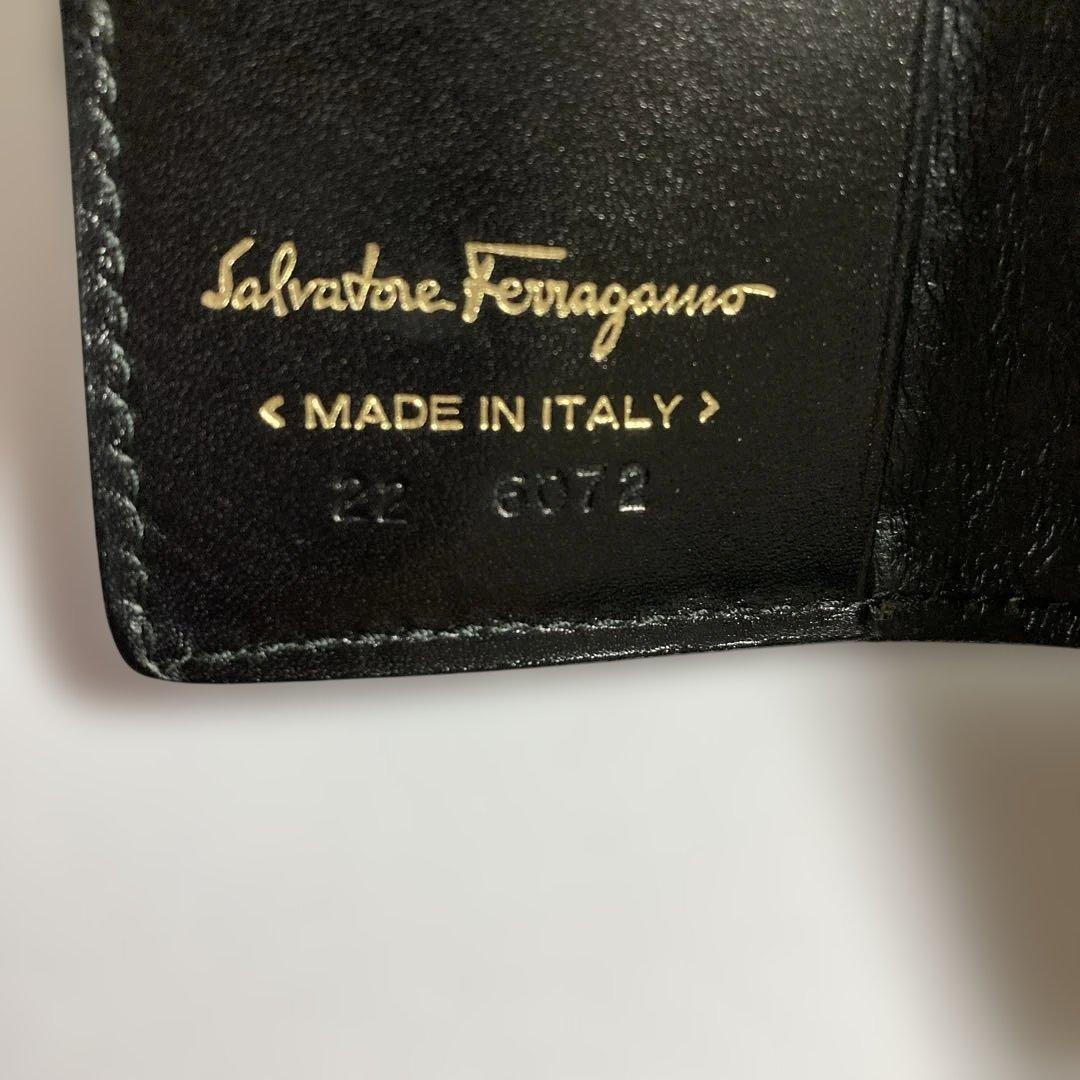 Salvatore Ferragamo
< MADE IN ITALY >
22 6072